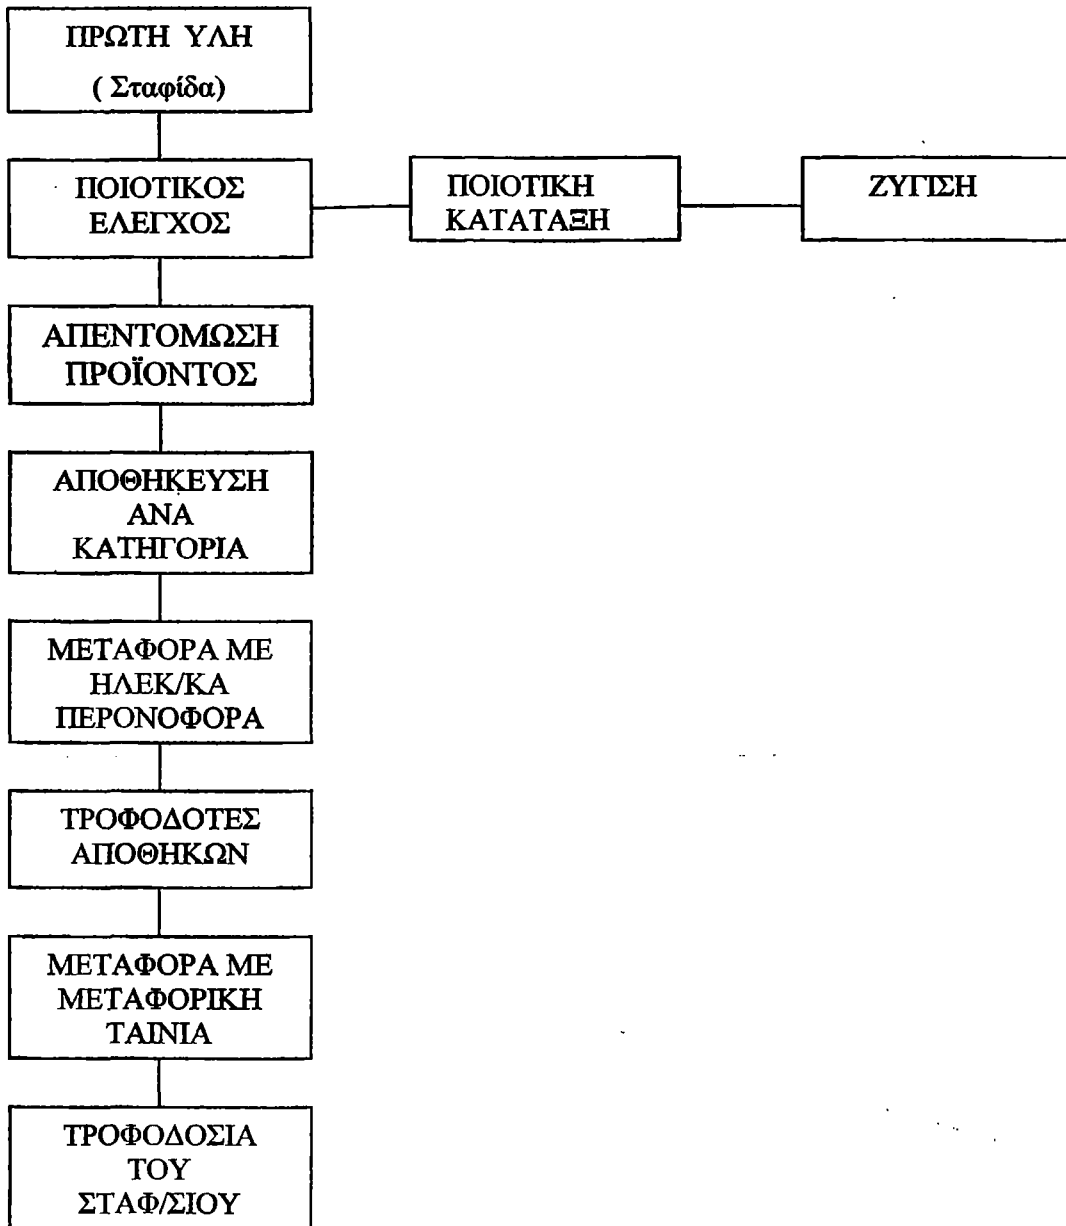 ΠΡΩΤΗ ΥΛΗ
( Σταφίδα)
ΠΟΙΟΤΙΚΟΣ
ΕΛΕΓΧΟΣ
ΠΟΙΟΤΙΚΗ
ΚΑΤΑΤΑΞΗ
ΖΥΓΙΣΗ
ΑΠΕΝΤΟΜΩΣΗ
ΠΡΟΪΟΝΤΟΣ
ΑΠΟΘΗΚΕΥΣΗ
ΑΝΑ
ΚΑΤΗΓΟΡΙΑ
ΜΕΤΑΦΟΡΑ ΜΕ
ΗΛΕΚ/ΚΑ
ΠΕΡΟΝΟΦΟΡΑ
ΤΡΟΦΟΔΟΤΕΣ
ΑΠΟΘΗΚΩΝ
ΜΕΤΑΦΟΡΑ ΜΕ
ΜΕΤΑΦΟΡΙΚΗ
ΤΑΙΝΙΑ
ΤΡΟΦΟΔΟΣΙΑ
ΤΟΥ
ΣΤΑΦ/ΣΙΟΥ